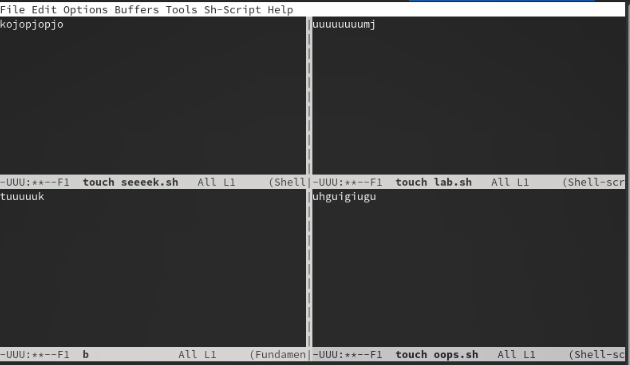 File Edit Options Buffers Tools Sh-Script Help
kojopjopjo
uuuuuuuumj
-UUU:**--F1 touch seeeek.sh All L1 (Shell
-UUU:**--F1 touch lab.sh All L1 (Shell-scr
tuuuuuk
uhguigiugu
-UUU:**--F1 b All L1 (Fundamen
-UUU:**--F1 touch oops.sh All L1 (Shell-sc